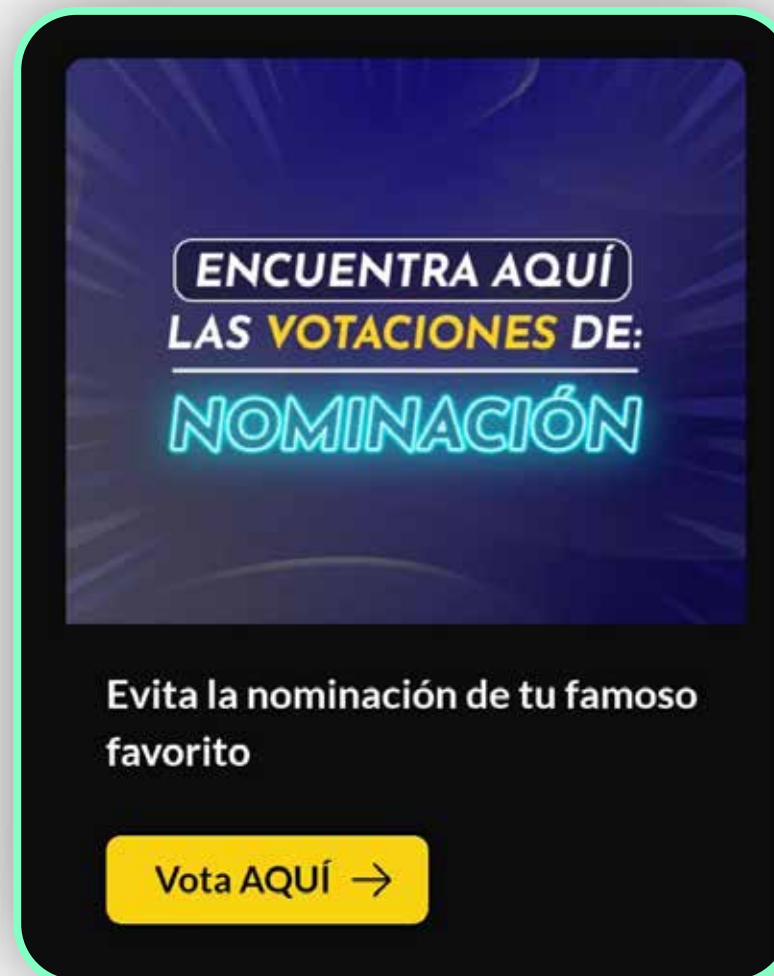 ENCUENTRA AQUÍ
LAS VOTACIONES DE:
NOMINACIÓN
Evita la nominación de tu famoso
favorito
Vota AQUÍ →